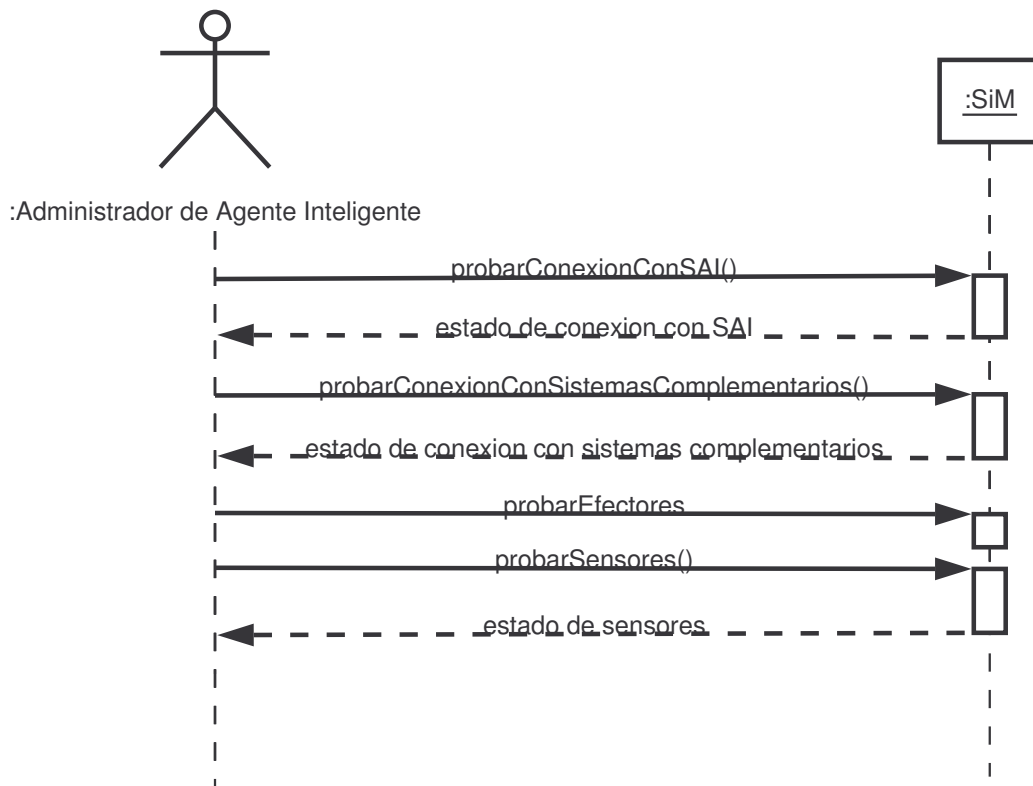 :SiM
:Administrador de Agente Inteligente
probarConexionConSAI()
estado de conexion con SAI
probarConexionConSistemasComplementarios()
estado de conexion con sistemas complementarios
probarEfectores
probarSensores()
estado de sensores